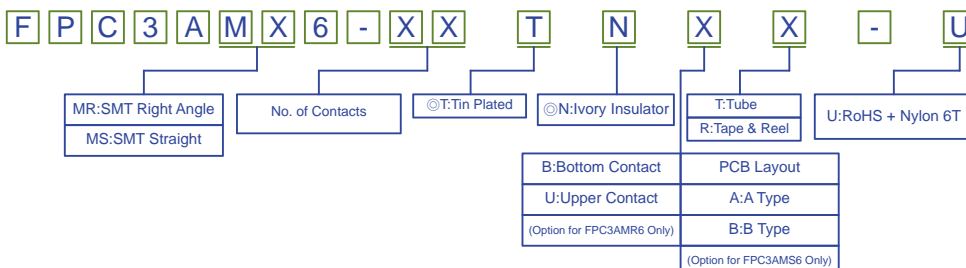 F P C 3 A M X 6 - X X T N X X - U
MR:SMT Right Angle
MS:SMT Straight
No. of Contacts
◎T:Tin Plated
◎N:Ivory Insulator
T:Tube
R:Tape & Reel
U:RoHS + Nylon 6T
B:Bottom Contact
U:Upper Contact
(Option for FPC3AMR6 Only)
PCB Layout
A:A Type
B:B Type
(Option for FPC3AMS6 Only)